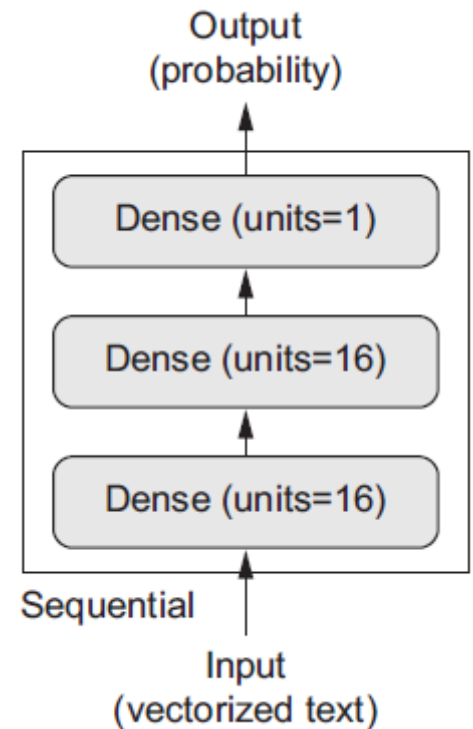 Output
(probability)
Dense (units=1)
Dense (units=16)
Dense (units=16)
Sequential
Input
(vectorized text)